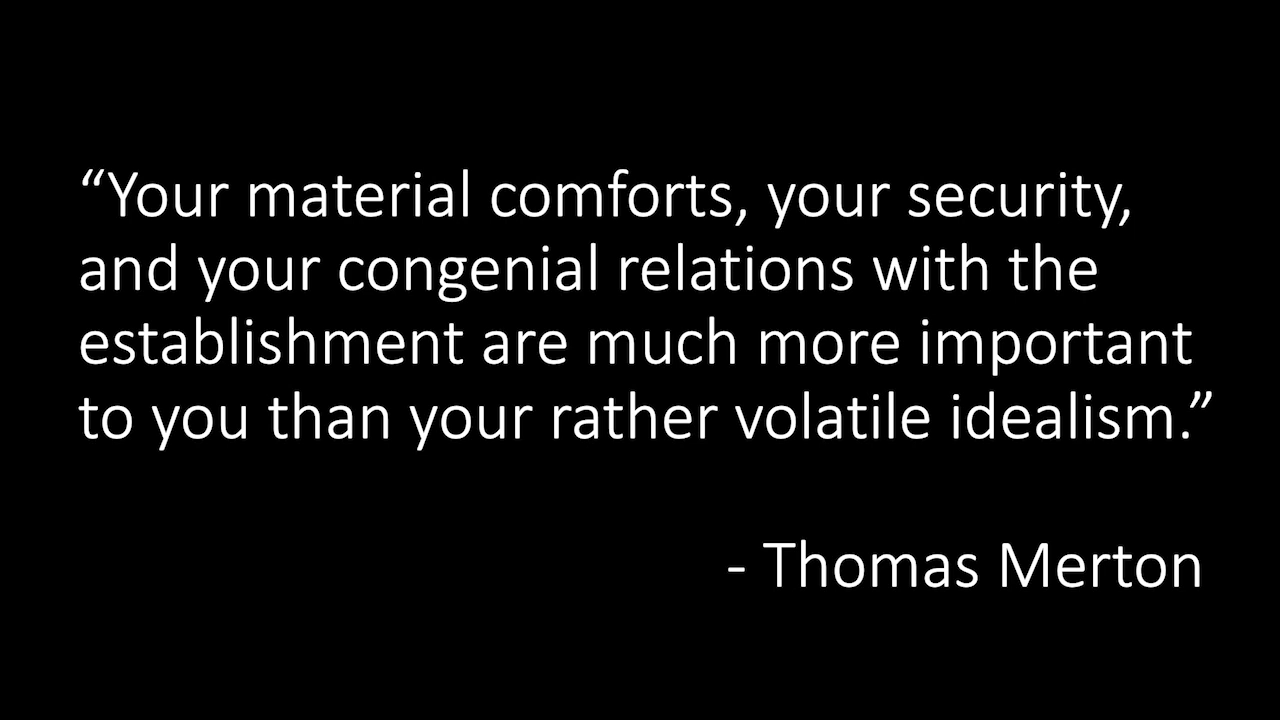 “Your material comforts, your security,
and your congenial relations with the
establishment are much more important
to you than your rather volatile idealism.”
- Thomas Merton